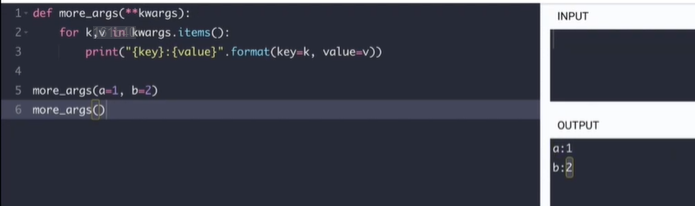 1 def more_args(**kwargs):
2 for k,v in kwargs.items():
3 print("{key}:{value}".format(key=k, value=v))
4
5 more_args(a=1, b=2)
6 more_args()
INPUT
OUTPUT
a:1
b:2